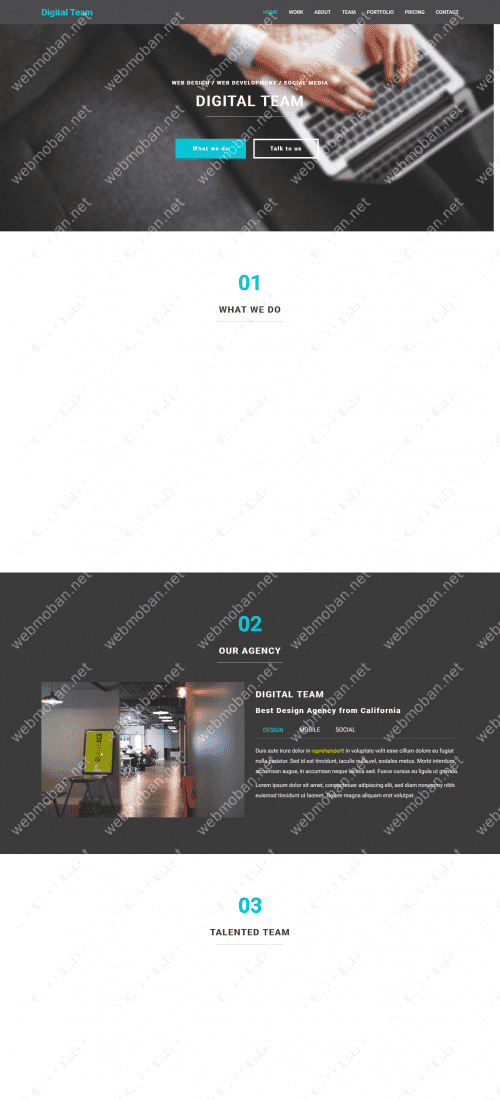 Digital Team
HOME WORK ABOUT TEAM PORTFOLIO PRICING CONTACT
WEB DESIGN / WEB DEVELOPMENT / SOCIAL MEDIA
DIGITAL TEAM
What we do Talk to us
01
WHAT WE DO
02
OUR AGENCY
DIGITAL TEAM
Best Design Agency from California
DESIGN MOBILE SOCIAL
Duis aute irure dolor in reprehenderit in voluptate velit esse cillum dolore eu fugiat
nulla pariatur. Sed id est tincidunt, iaculis nulla vel, sodales metus. Morbi interdum
accumsan augue, in accumsan neque lacinia sed. Fusce cursus eu ligula ut gravida.
Lorem ipsum dolor sit amet, consectetuer adipiscing elit, sed diam nonummy nibh
euismod tincidunt ut laoreet. Dolore magna aliquam erat volutpat.
03
TALENTED TEAM
webmoban.net